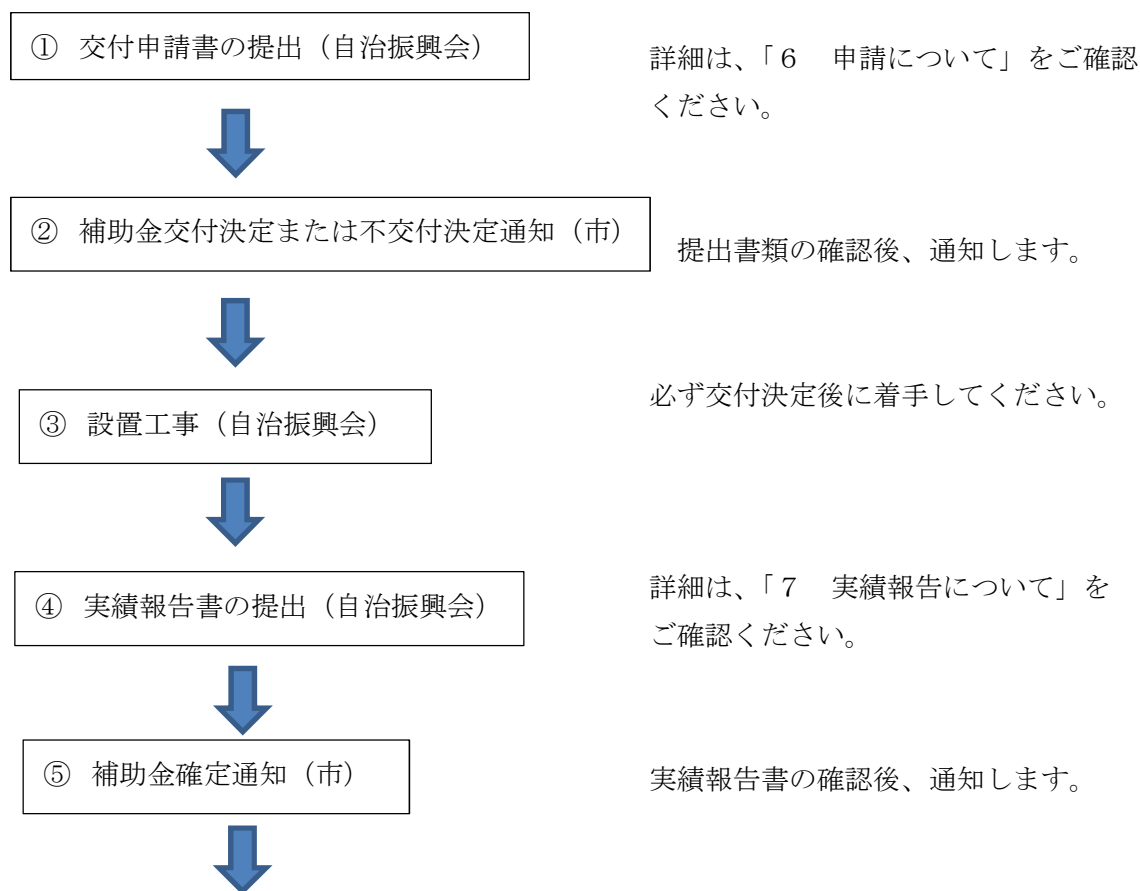 ① 交付申請書の提出（自治振興会）
詳細は、「６　申請について」をご確認
ください。
② 補助金交付決定または不交付決定通知（市）
提出書類の確認後、通知します。
③ 設置工事（自治振興会）
必ず交付決定後に着手してください。
④ 実績報告書の提出（自治振興会）
詳細は、「７　実績報告について」を
ご確認ください。
⑤ 補助金確定通知（市）
実績報告書の確認後、通知します。